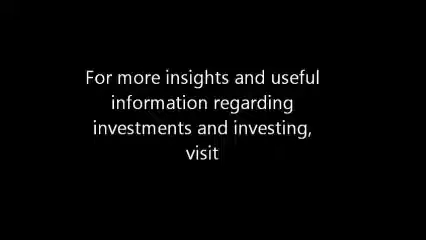 For more insights and useful
information regarding
investments and investing,
visit